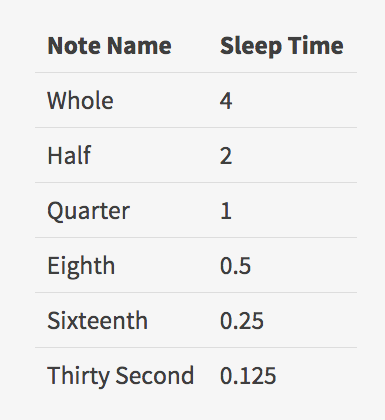 Note Name Sleep Time
Whole 4
Half 2
Quarter 1
Eighth 0.5
Sixteenth 0.25
Thirty Second 0.125